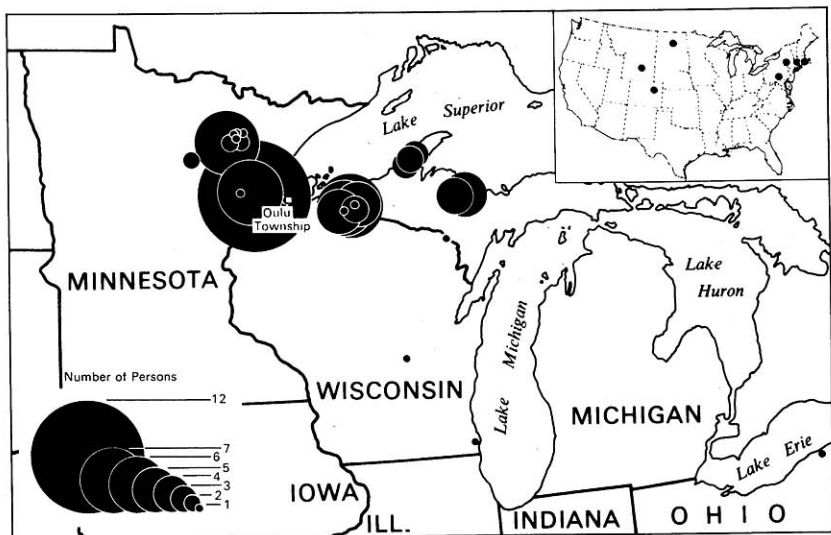 Lake Superior
Oulu
Township
MINNESOTA
Lake Michigan
Lake
Huron
Number of Persons
12
7
6
5
4
3
2
1
WISCONSIN
MICHIGAN
Lake Erie
IOWA
ILL.
INDIANA
OHIO